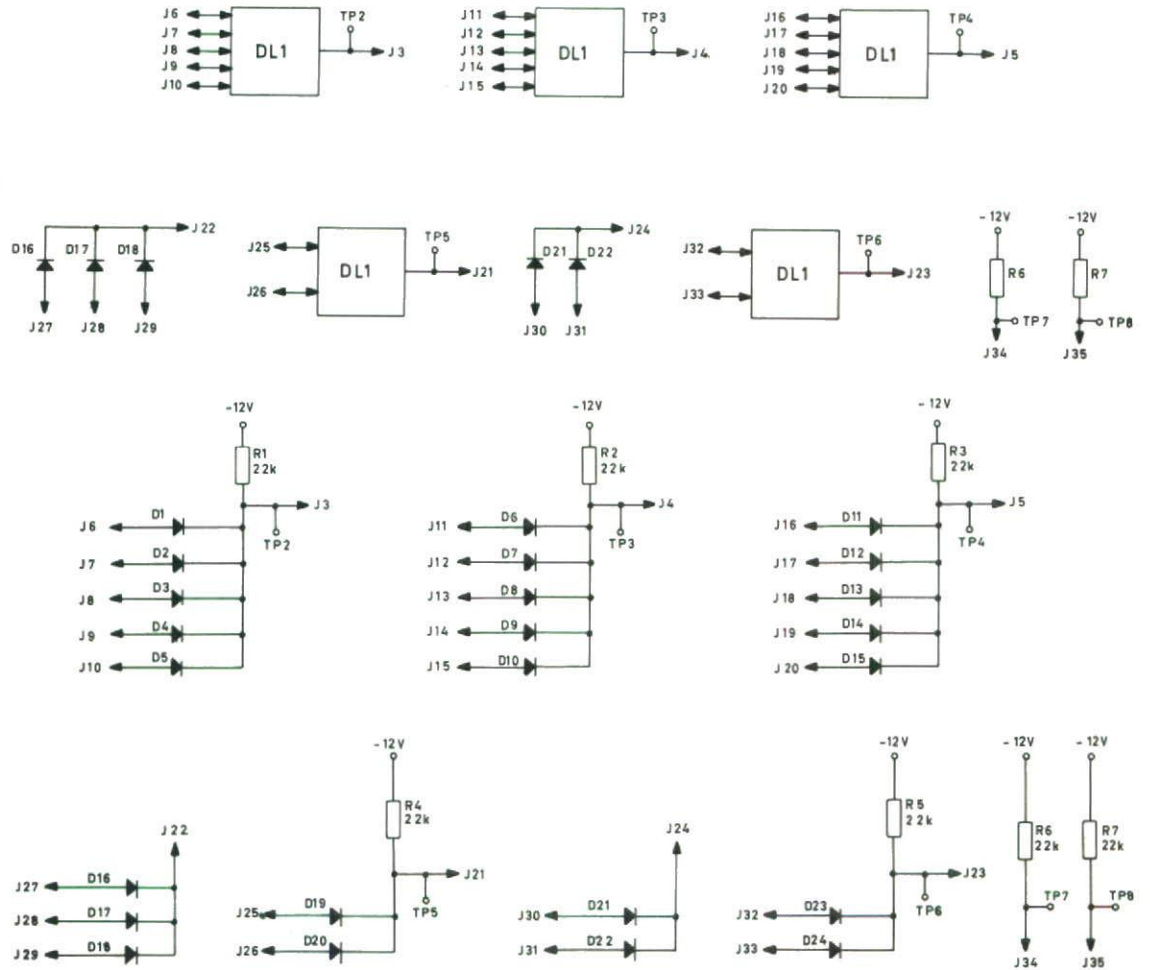 J6
J7
J8
J9
J10
DL1
TP2
J3
J11
J12
J13
J14
J15
DL1
TP3
J4
J16
J17
J18
J19
J20
DL1
TP4
J5
D16
D17
D18
J22
J27
J28
J29
J25
J26
DL1
TP5
J21
D21
D22
J24
J30
J31
J32
J33
DL1
TP6
J23
-12V
R6
TP7
J34
-12V
R7
TP8
J35
-12V
R1
22k
J3
TP2
J6
D1
J7
D2
J8
D3
J9
D4
J10
D5
-12V
R2
22k
J4
TP3
J11
D6
J12
D7
J13
D8
J14
D9
J15
D10
-12V
R3
22k
J5
TP4
J16
D11
J17
D12
J18
D13
J19
D14
J20
D15
J22
J27
D16
J28
D17
J29
D18
-12V
R4
22k
J21
TP5
J25
D19
J26
D20
J24
J30
D21
J31
D22
-12V
R5
22k
J23
TP6
J32
D23
J33
D24
-12V
R6
22k
TP7
J34
-12V
R7
22k
TP8
J35